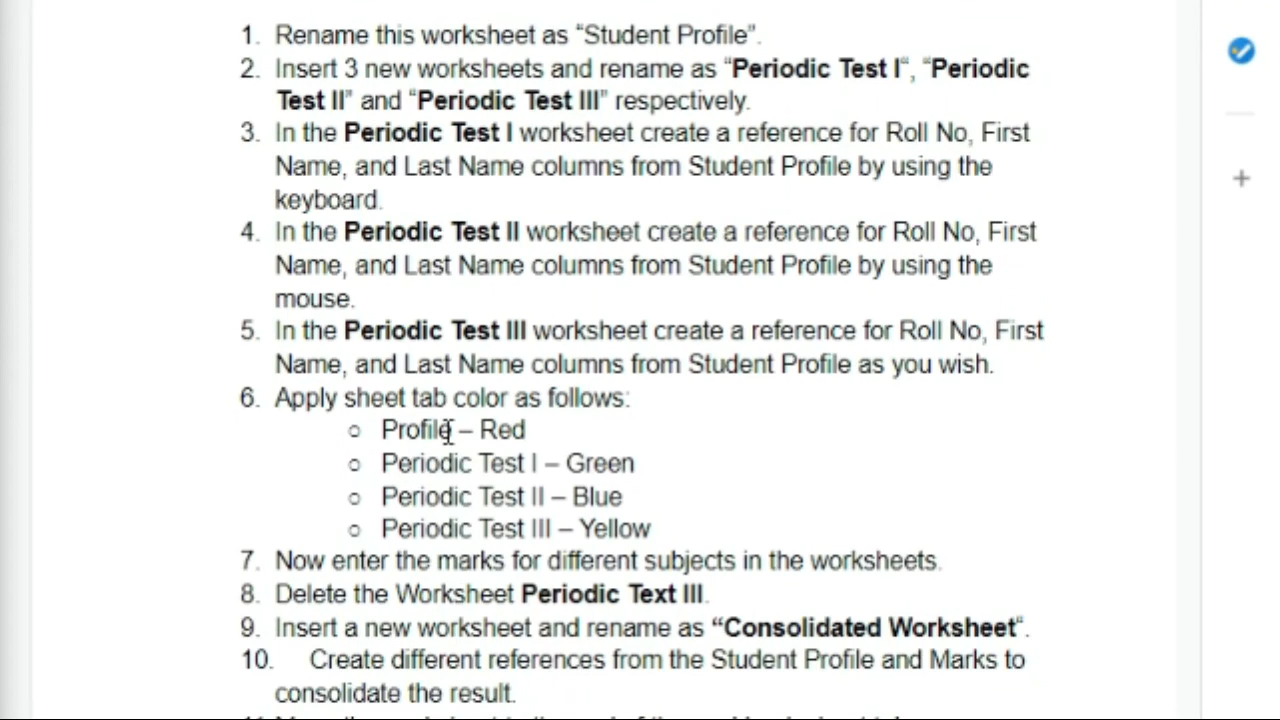 1. Rename this worksheet as “Student Profile”.
2. Insert 3 new worksheets and rename as “Periodic Test I“, “Periodic
Test II” and “Periodic Test III” respectively.
3. In the Periodic Test I worksheet create a reference for Roll No, First
Name, and Last Name columns from Student Profile by using the
keyboard.
4. In the Periodic Test II worksheet create a reference for Roll No, First
Name, and Last Name columns from Student Profile by using the
mouse.
5. In the Periodic Test III worksheet create a reference for Roll No, First
Name, and Last Name columns from Student Profile as you wish.
6. Apply sheet tab color as follows:
○ Profile – Red
○ Periodic Test I – Green
○ Periodic Test II – Blue
○ Periodic Test III – Yellow
7. Now enter the marks for different subjects in the worksheets.
8. Delete the Worksheet Periodic Text III.
9. Insert a new worksheet and rename as “Consolidated Worksheet“.
10. Create different references from the Student Profile and Marks to
consolidate the result.